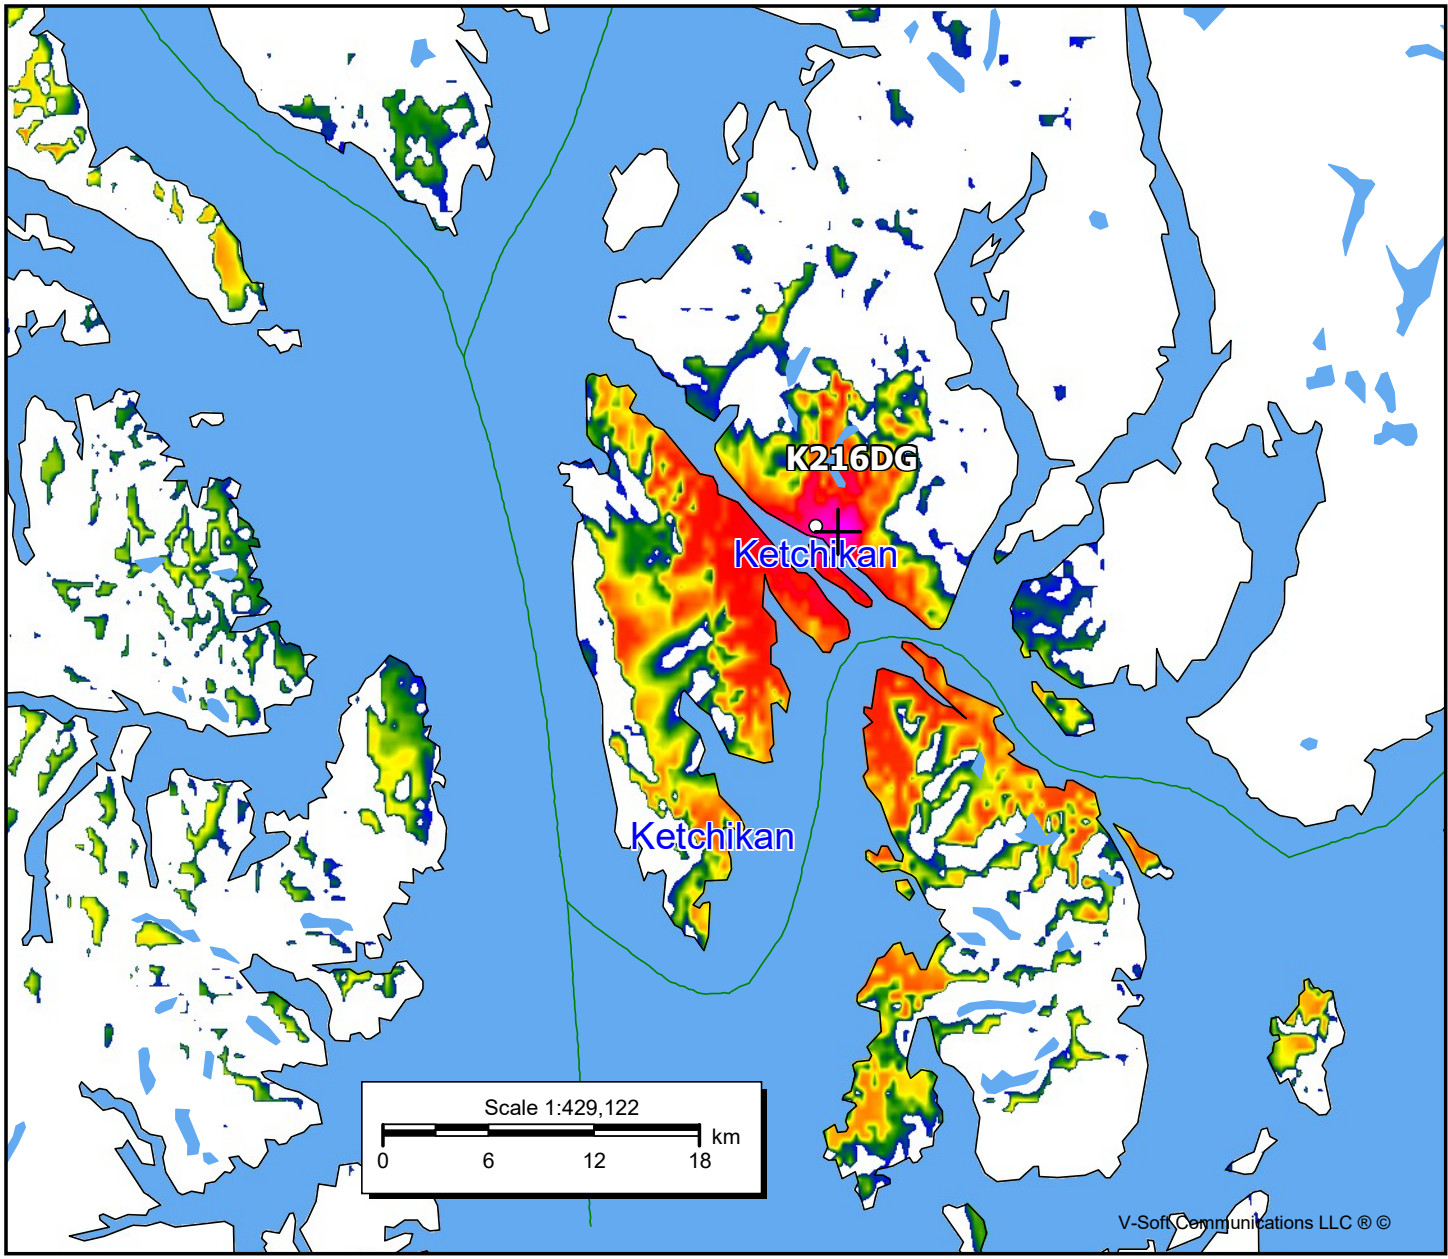 K216DG
Ketchikan
Ketchikan
Scale 1:429,122
km
0 6 12 18
V-Soft Communications LLC ® ©